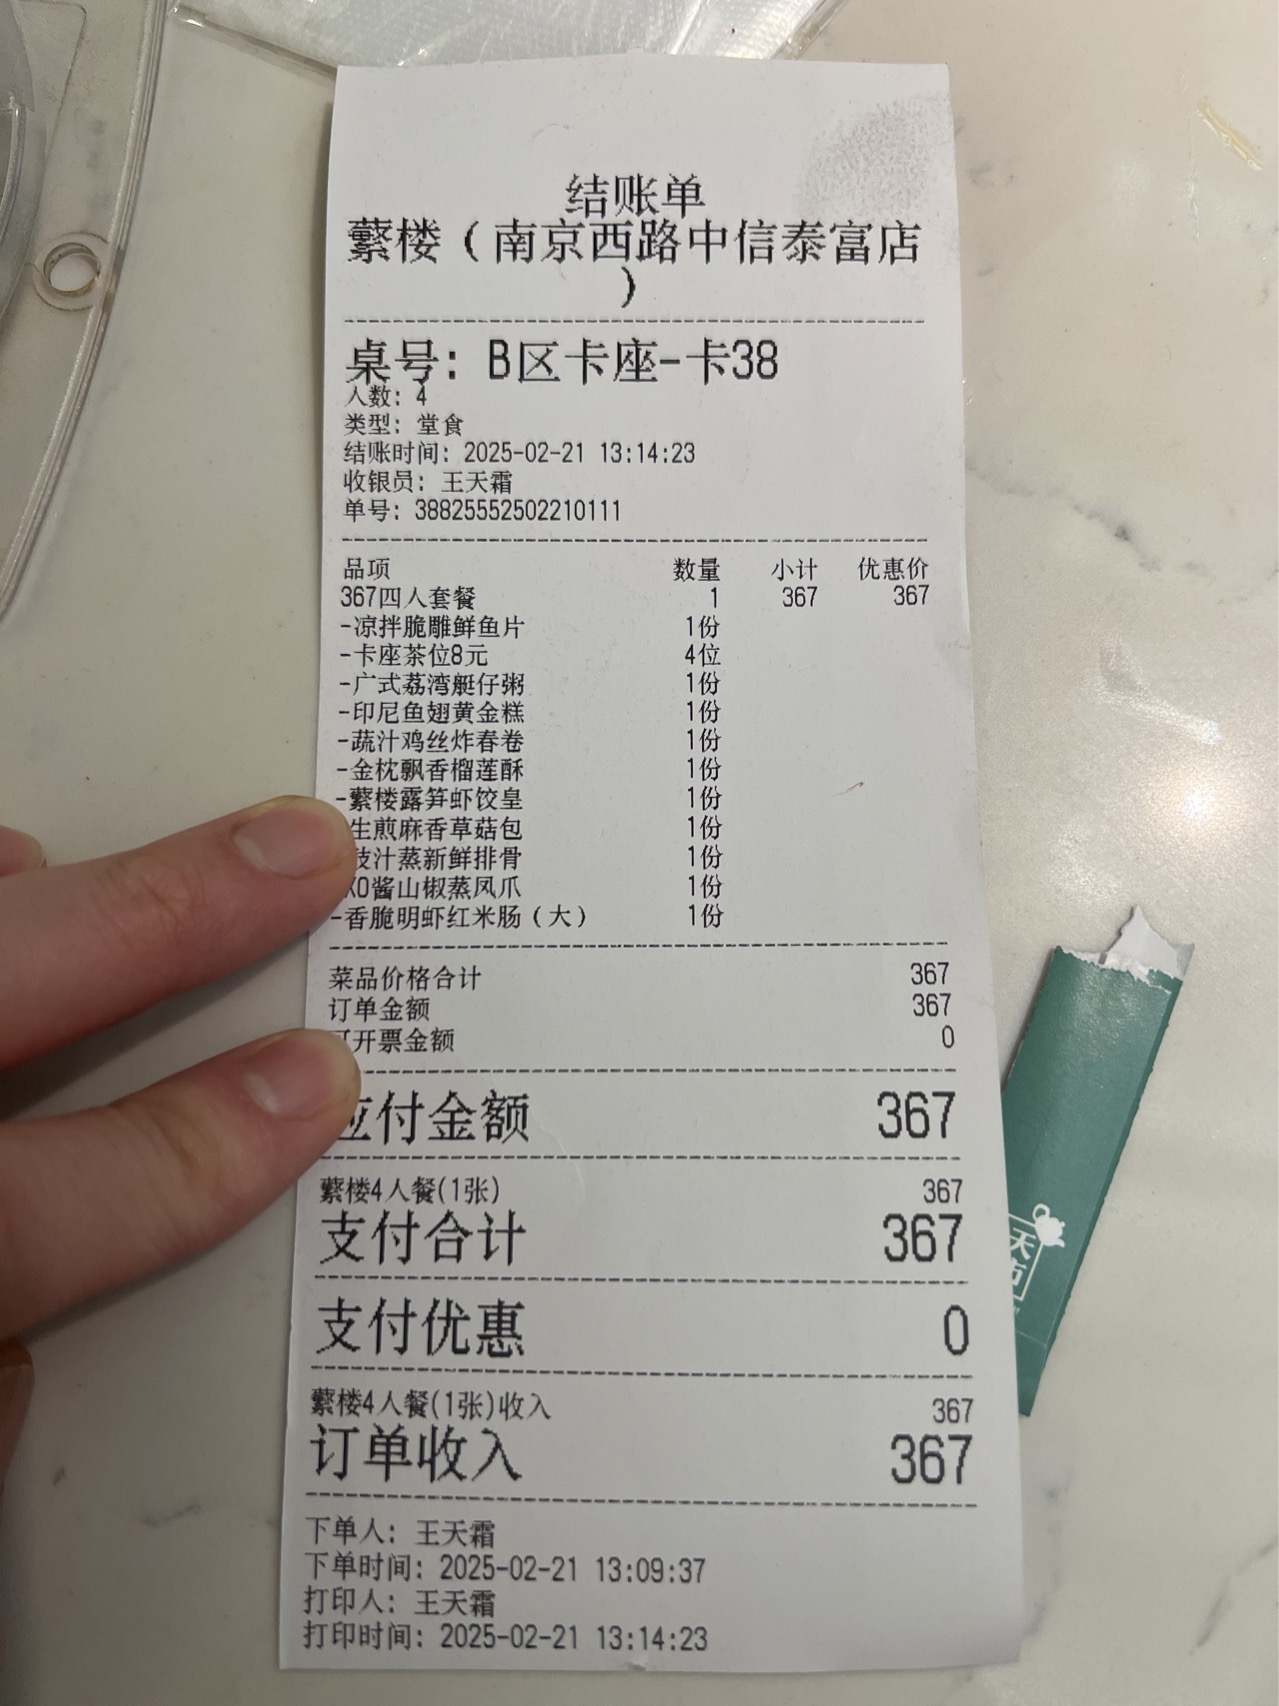 结账单
蘩楼（南京西路中信泰富店
）
桌号：B区卡座-卡38
人数：4
类型：堂食
结账时间：2025-02-21 13:14:23
收银员：王天霜
单号：38825552502210111
品项 数量 小计 优惠价
367四人套餐 1 367 367
-凉拌脆雕鲜鱼片 1份
-卡座茶位8元 4位
-广式荔湾艇仔粥 1份
-印尼鱼翅黄金糕 1份
-蔬汁鸡丝炸春卷 1份
-金枕飘香榴莲酥 1份
-蘩楼露笋虾饺皇 1份
生煎麻香草菇包 1份
豉汁蒸新鲜排骨 1份
XO酱山椒蒸凤爪 1份
-香脆明虾红米肠（大） 1份
菜品价格合计 367
订单金额 367
可开票金额 0
应付金额 367
蘩楼4人餐(1张) 367
支付合计 367
支付优惠 0
蘩楼4人餐(1张)收入 367
订单收入 367
下单人：王天霜
下单时间：2025-02-21 13:09:37
打印人：王天霜
打印时间：2025-02-21 13:14:23
天